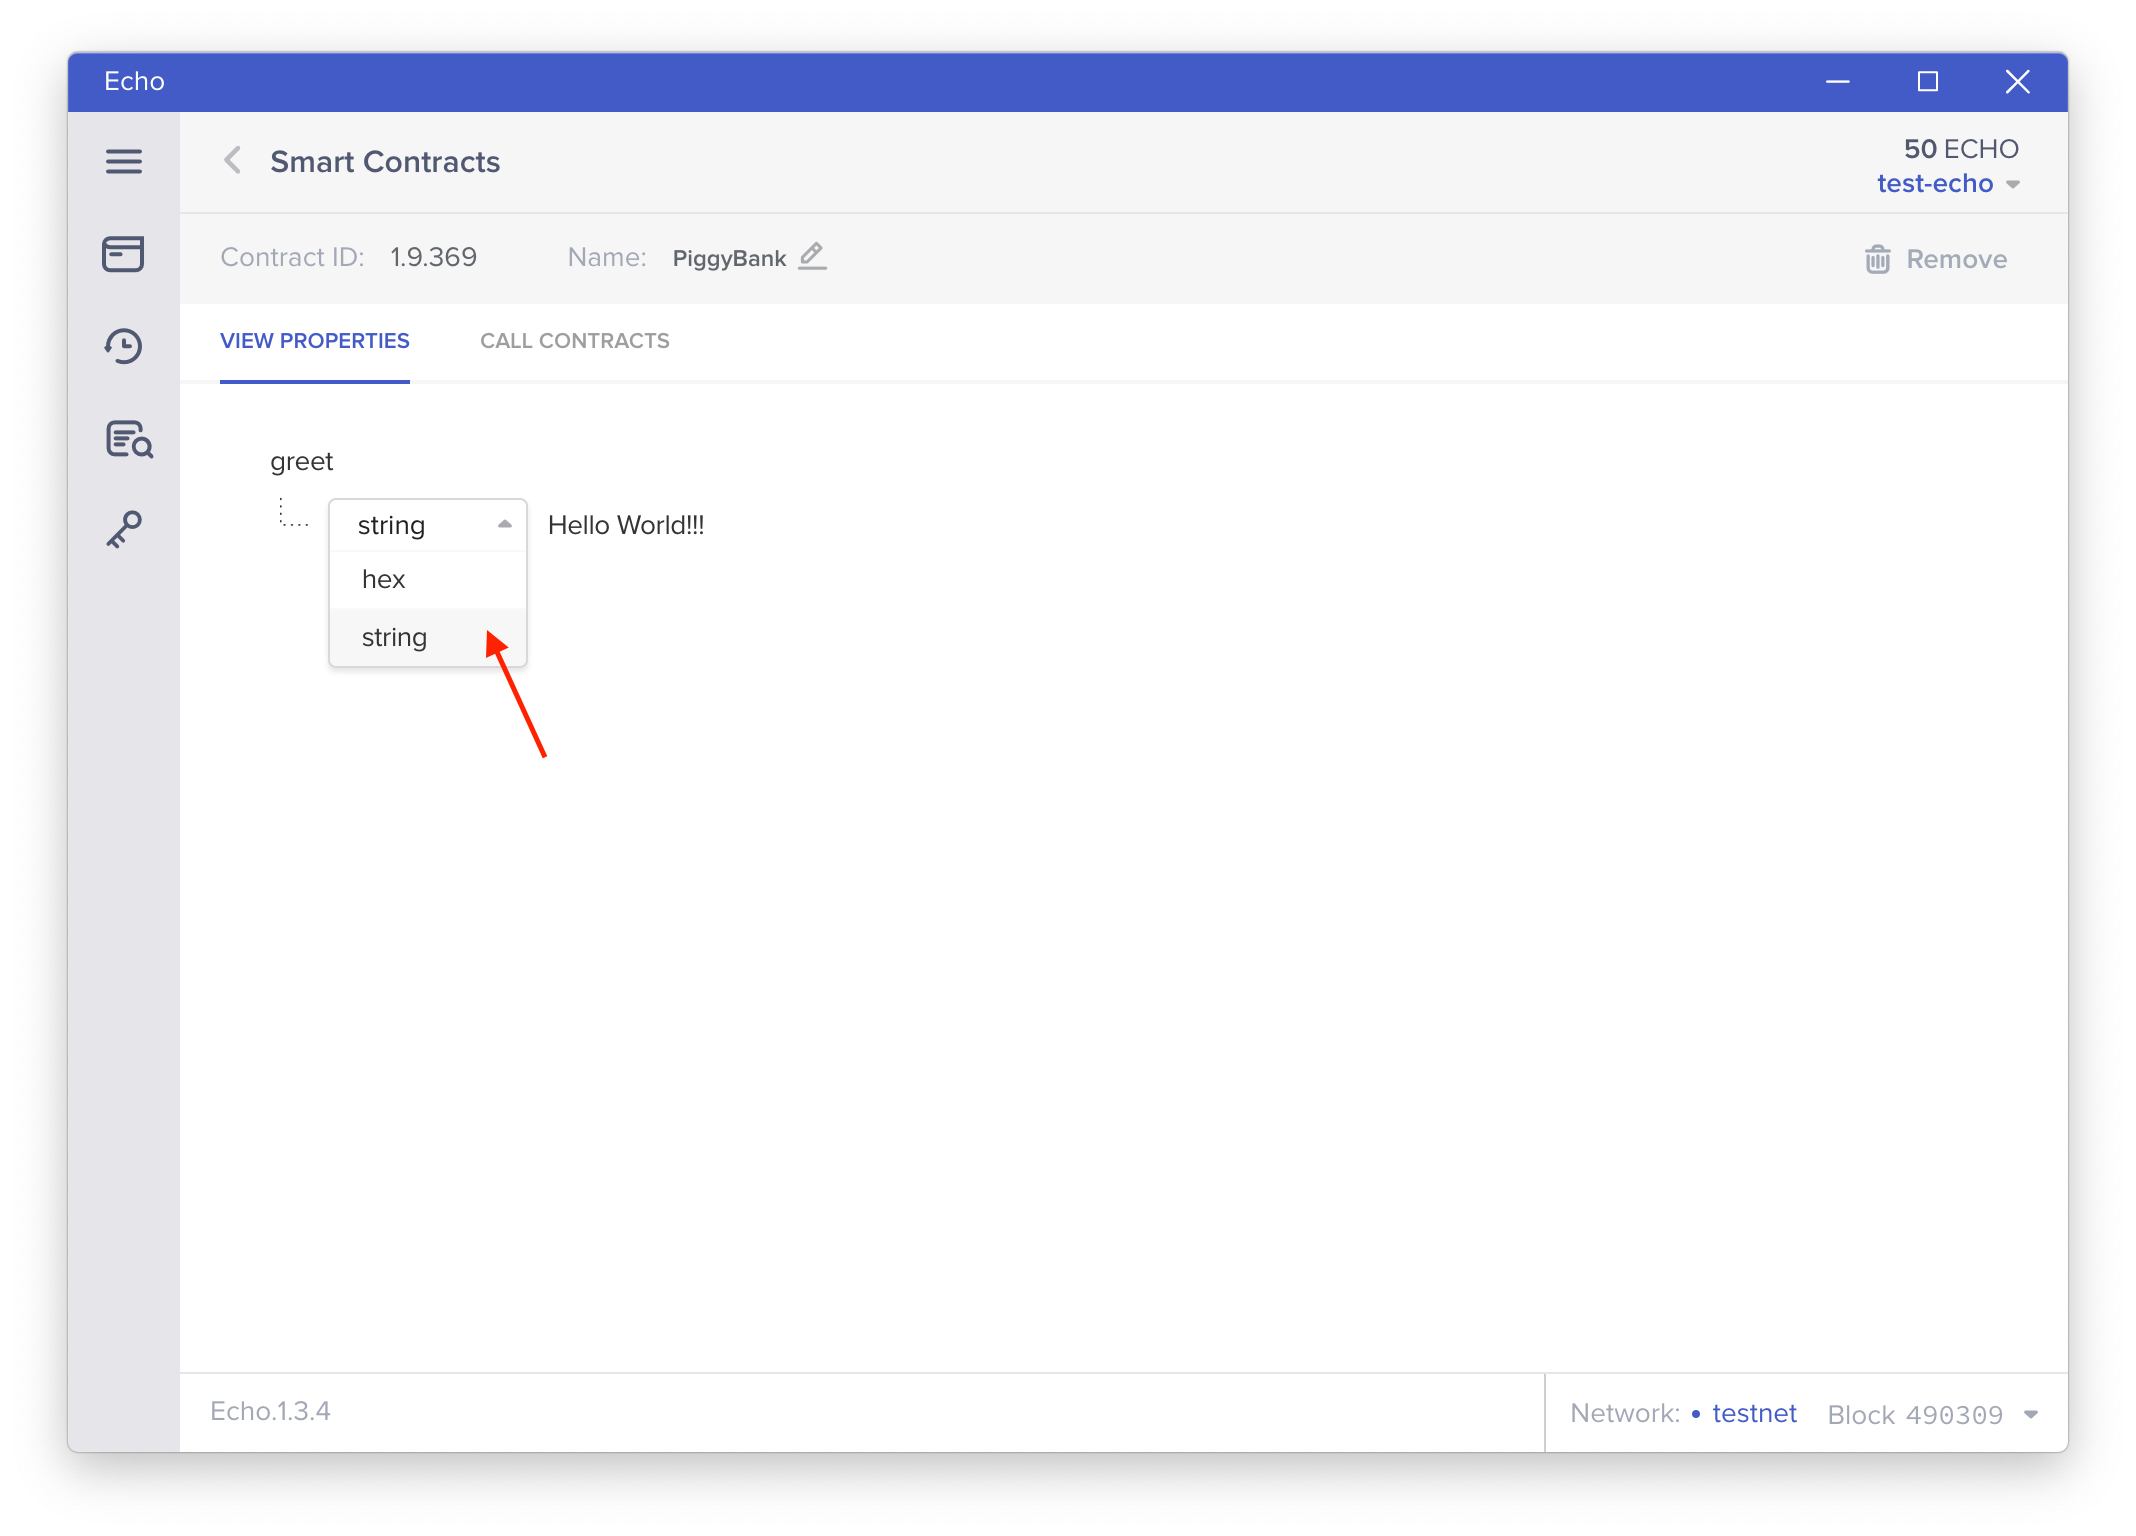 Echo
Smart Contracts
50 ECHO
test-echo
Contract ID: 1.9.369 Name: PiggyBank Remove
VIEW PROPERTIES CALL CONTRACTS
greet
string Hello World!!!
hex
string
Echo.1.3.4 Network: • testnet Block 490309